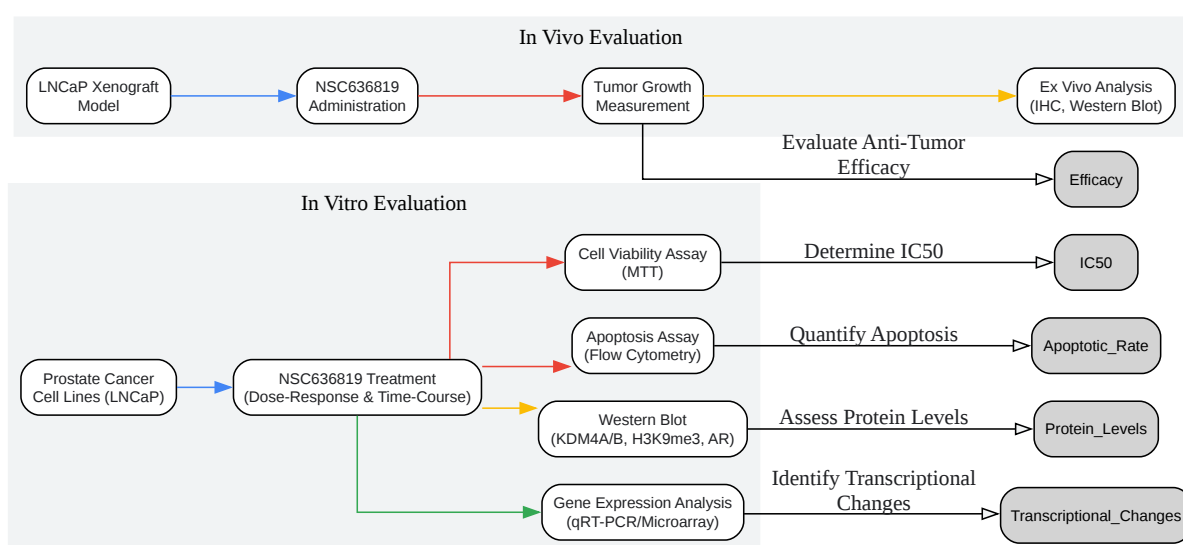 In Vivo Evaluation
LNCaP Xenograft
Model
NSC636819
Administration
Tumor Growth
Measurement
Ex Vivo Analysis
(IHC, Western Blot)
Evaluate Anti-Tumor
Efficacy
Efficacy
In Vitro Evaluation
Cell Viability Assay
(MTT)
Determine IC50
IC50
Apoptosis Assay
(Flow Cytometry)
Quantify Apoptosis
Apoptotic_Rate
Prostate Cancer
Cell Lines (LNCaP)
NSC636819 Treatment
(Dose-Response & Time-Course)
Western Blot
(KDM4A/B, H3K9me3, AR)
Assess Protein Levels
Protein_Levels
Gene Expression Analysis
(qRT-PCR/Microarray)
Identify Transcriptional
Changes
Transcriptional_Changes